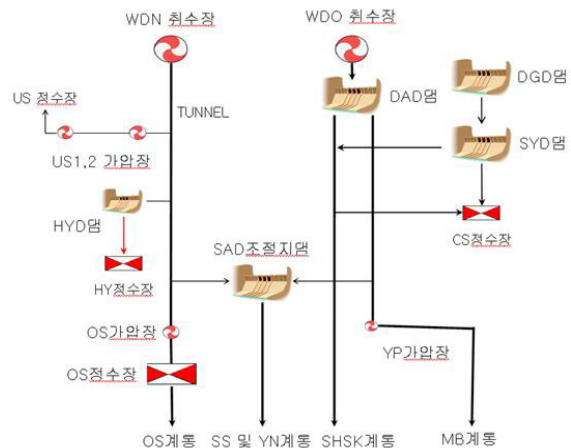 WDN 취수장
WDO 취수장
DGD댐
US 정수장
DAD댐
TUNNEL
SYD댐
US1,2 가압장
HYD댐
CS정수장
SAD조절지댐
HY정수장
OS가압장
YP가압장
OS정수장
OS계통
SS 및 YN계통
SHSK계통
MB계통